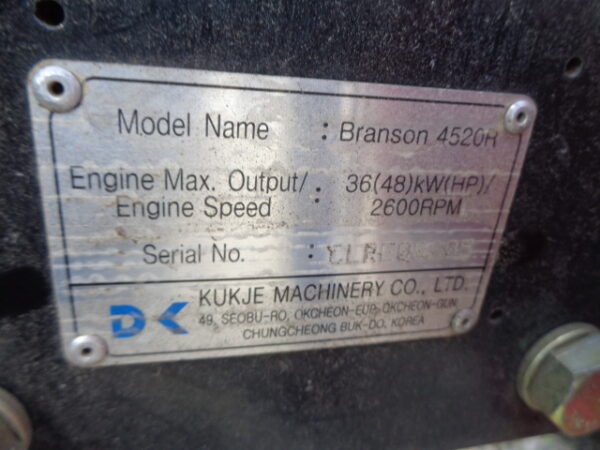 Model Name : Branson 4520R
Engine Max. Output/ : 36(48)kW(HP)/
Engine Speed 2600RPM
Serial No. :
KUKJE MACHINERY CO., LTD.
49, SEOBU-RO, OKCHEON-EUP, OKCHEON-GUN,
CHUNGCHEONG BUK-DO, KOREA